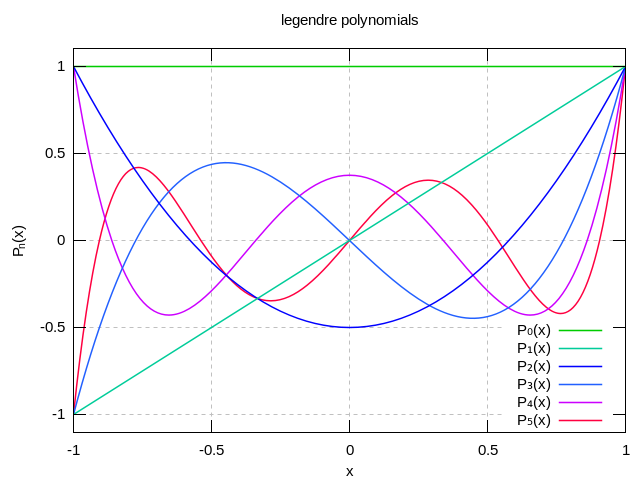 legendre polynomials
1
0.5
0
-0.5
-1
Pₙ(x)
P₀(x)
P₁(x)
P₂(x)
P₃(x)
P₄(x)
P₅(x)
-1 -0.5 0 0.5 1
x